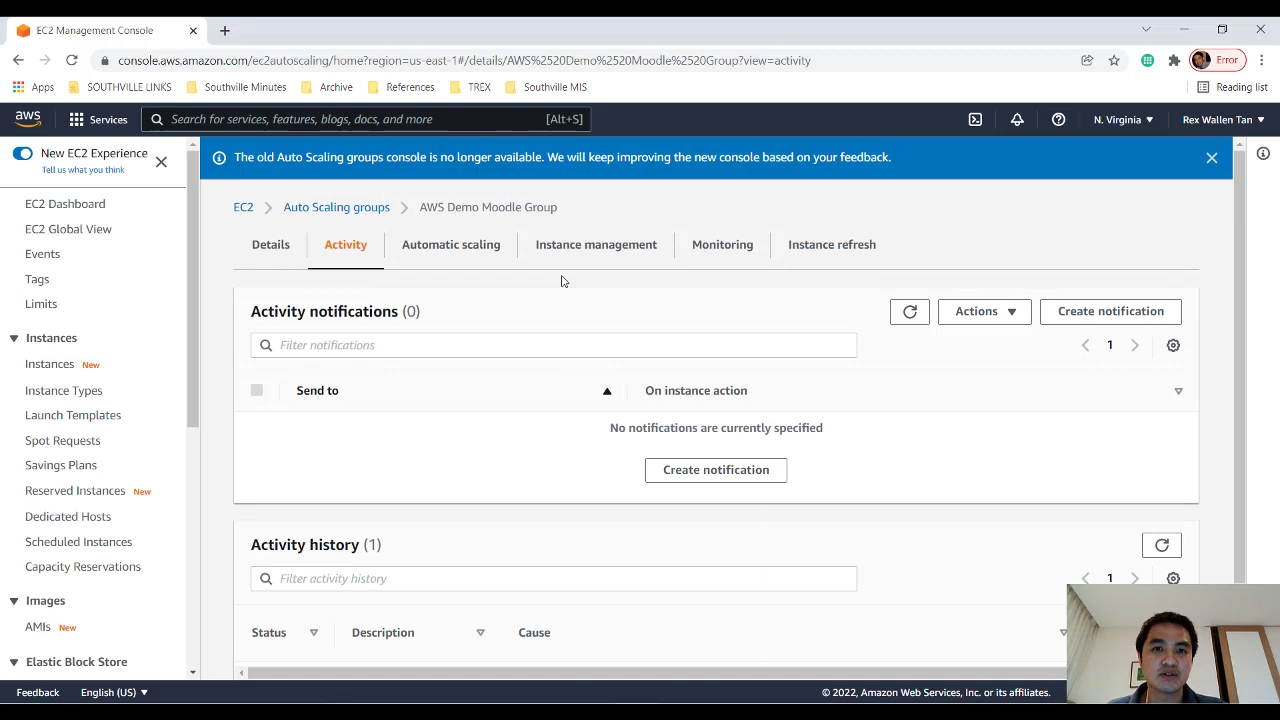 EC2 Management Console
console.aws.amazon.com/ec2autoscaling/home?region=us-east-1#/details/AWS%2520Demo%2520Moodle%2520Group?view=activity
Error
Apps
SOUTHVILLE LINKS
Southville Minutes
Archive
References
TREX
Southville MIS
Reading list
aws
Services
Search for services, features, blogs, docs, and more
[Alt+S]
N. Virginia
Rex Wallen Tan
New EC2 Experience
Tell us what you think
EC2 Dashboard
EC2 Global View
Events
Tags
Limits
Instances
Instances New
Instance Types
Launch Templates
Spot Requests
Savings Plans
Reserved Instances New
Dedicated Hosts
Scheduled Instances
Capacity Reservations
Images
AMIs New
Elastic Block Store
The old Auto Scaling groups console is no longer available. We will keep improving the new console based on your feedback.
EC2
Auto Scaling groups
AWS Demo Moodle Group
Details
Activity
Automatic scaling
Instance management
Monitoring
Instance refresh
Activity notifications (0)
Actions
Create notification
Filter notifications
1
Send to
On instance action
No notifications are currently specified
Create notification
Activity history (1)
Filter activity history
1
Status
Description
Cause
Feedback
English (US)
© 2022, Amazon Web Services, Inc. or its affiliates.